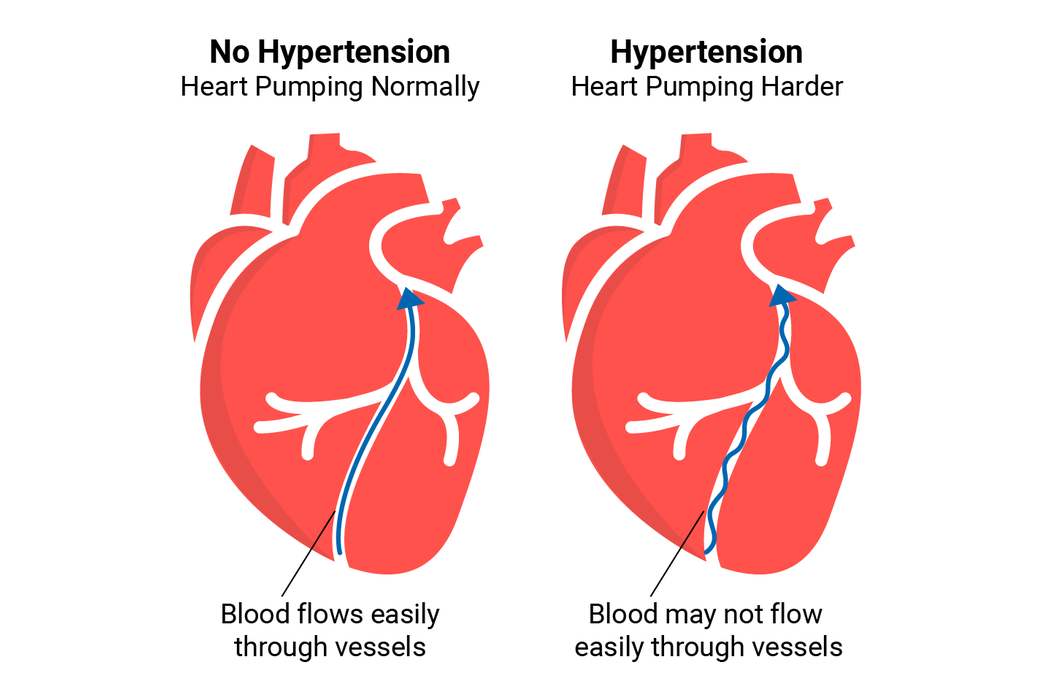 No Hypertension
Heart Pumping Normally
Blood flows easily
through vessels
Hypertension
Heart Pumping Harder
Blood may not flow
easily through vessels